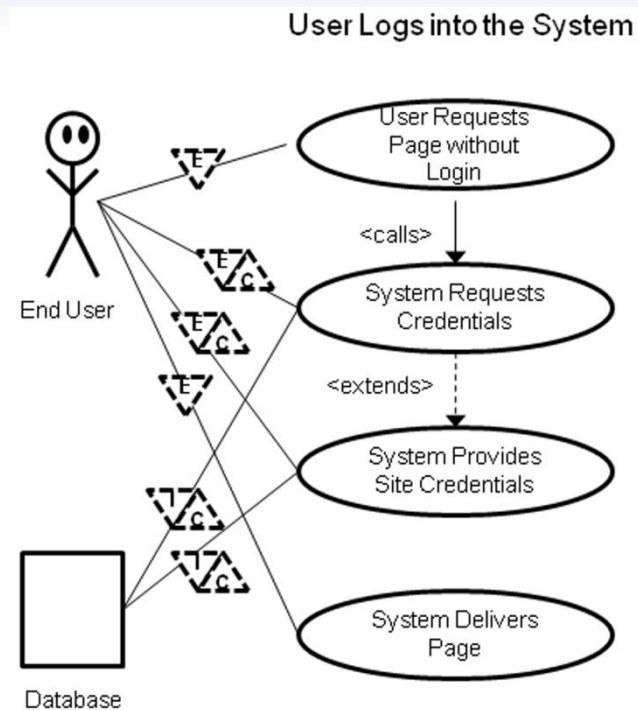 User Logs into the System
User Requests
Page without
Login
E
<calls>
E
C
System Requests
Credentials
End User
E
C
E
<extends>
System Provides
Site Credentials
I
C
I
C
System Delivers
Page
Database